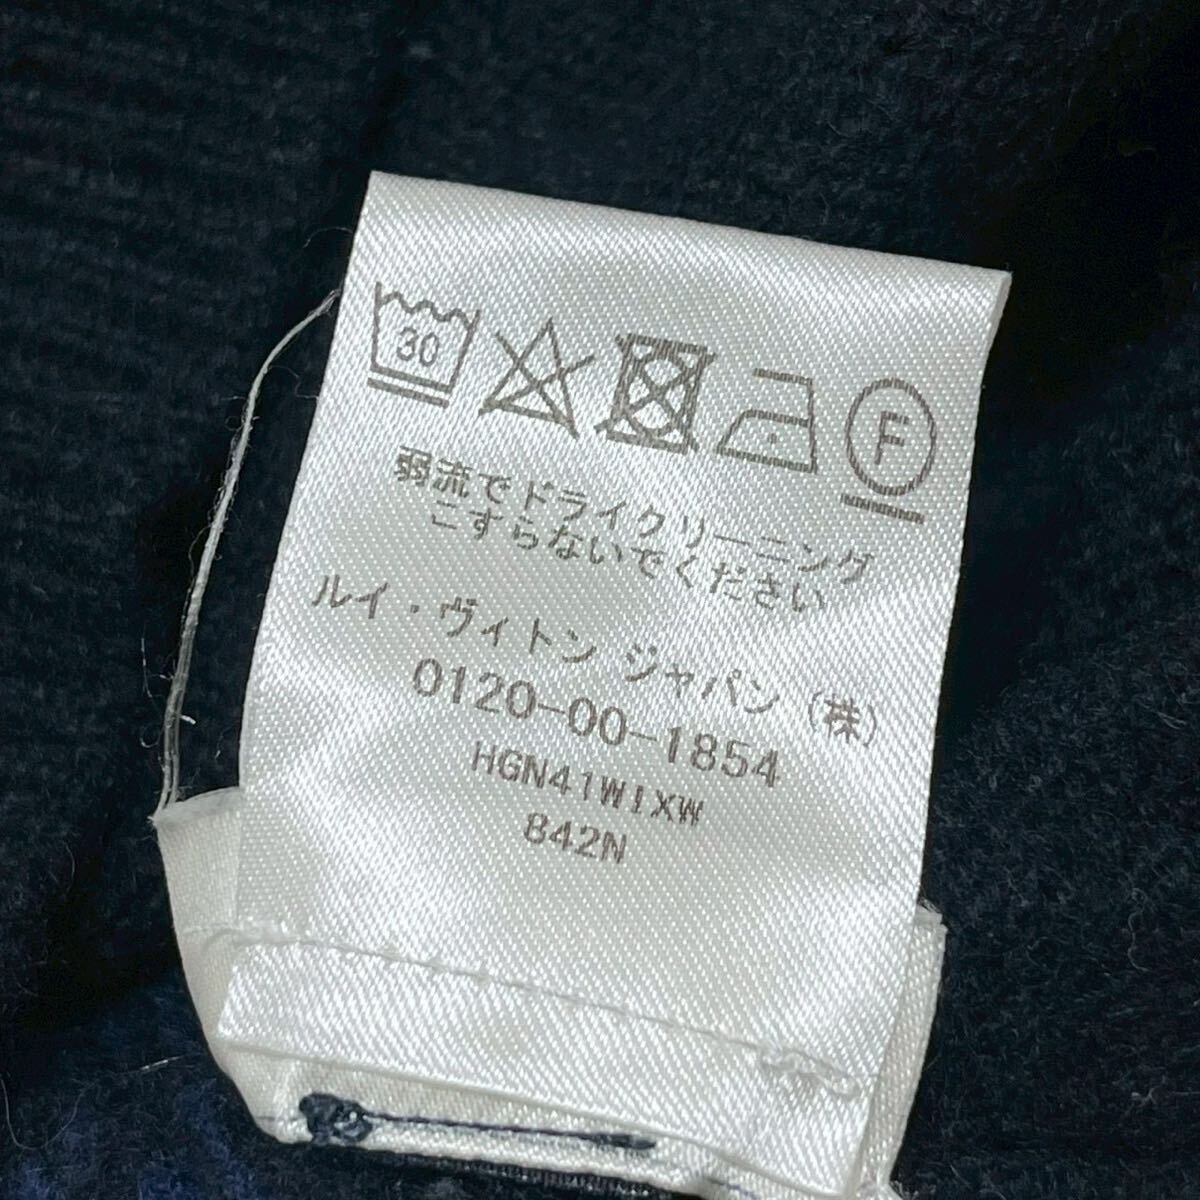 30
F
弱流でドライクリーニング
こすらないでください
ルイ・ヴィトン ジャパン (株)
0120-00-1854
HGN41WIXW
842N